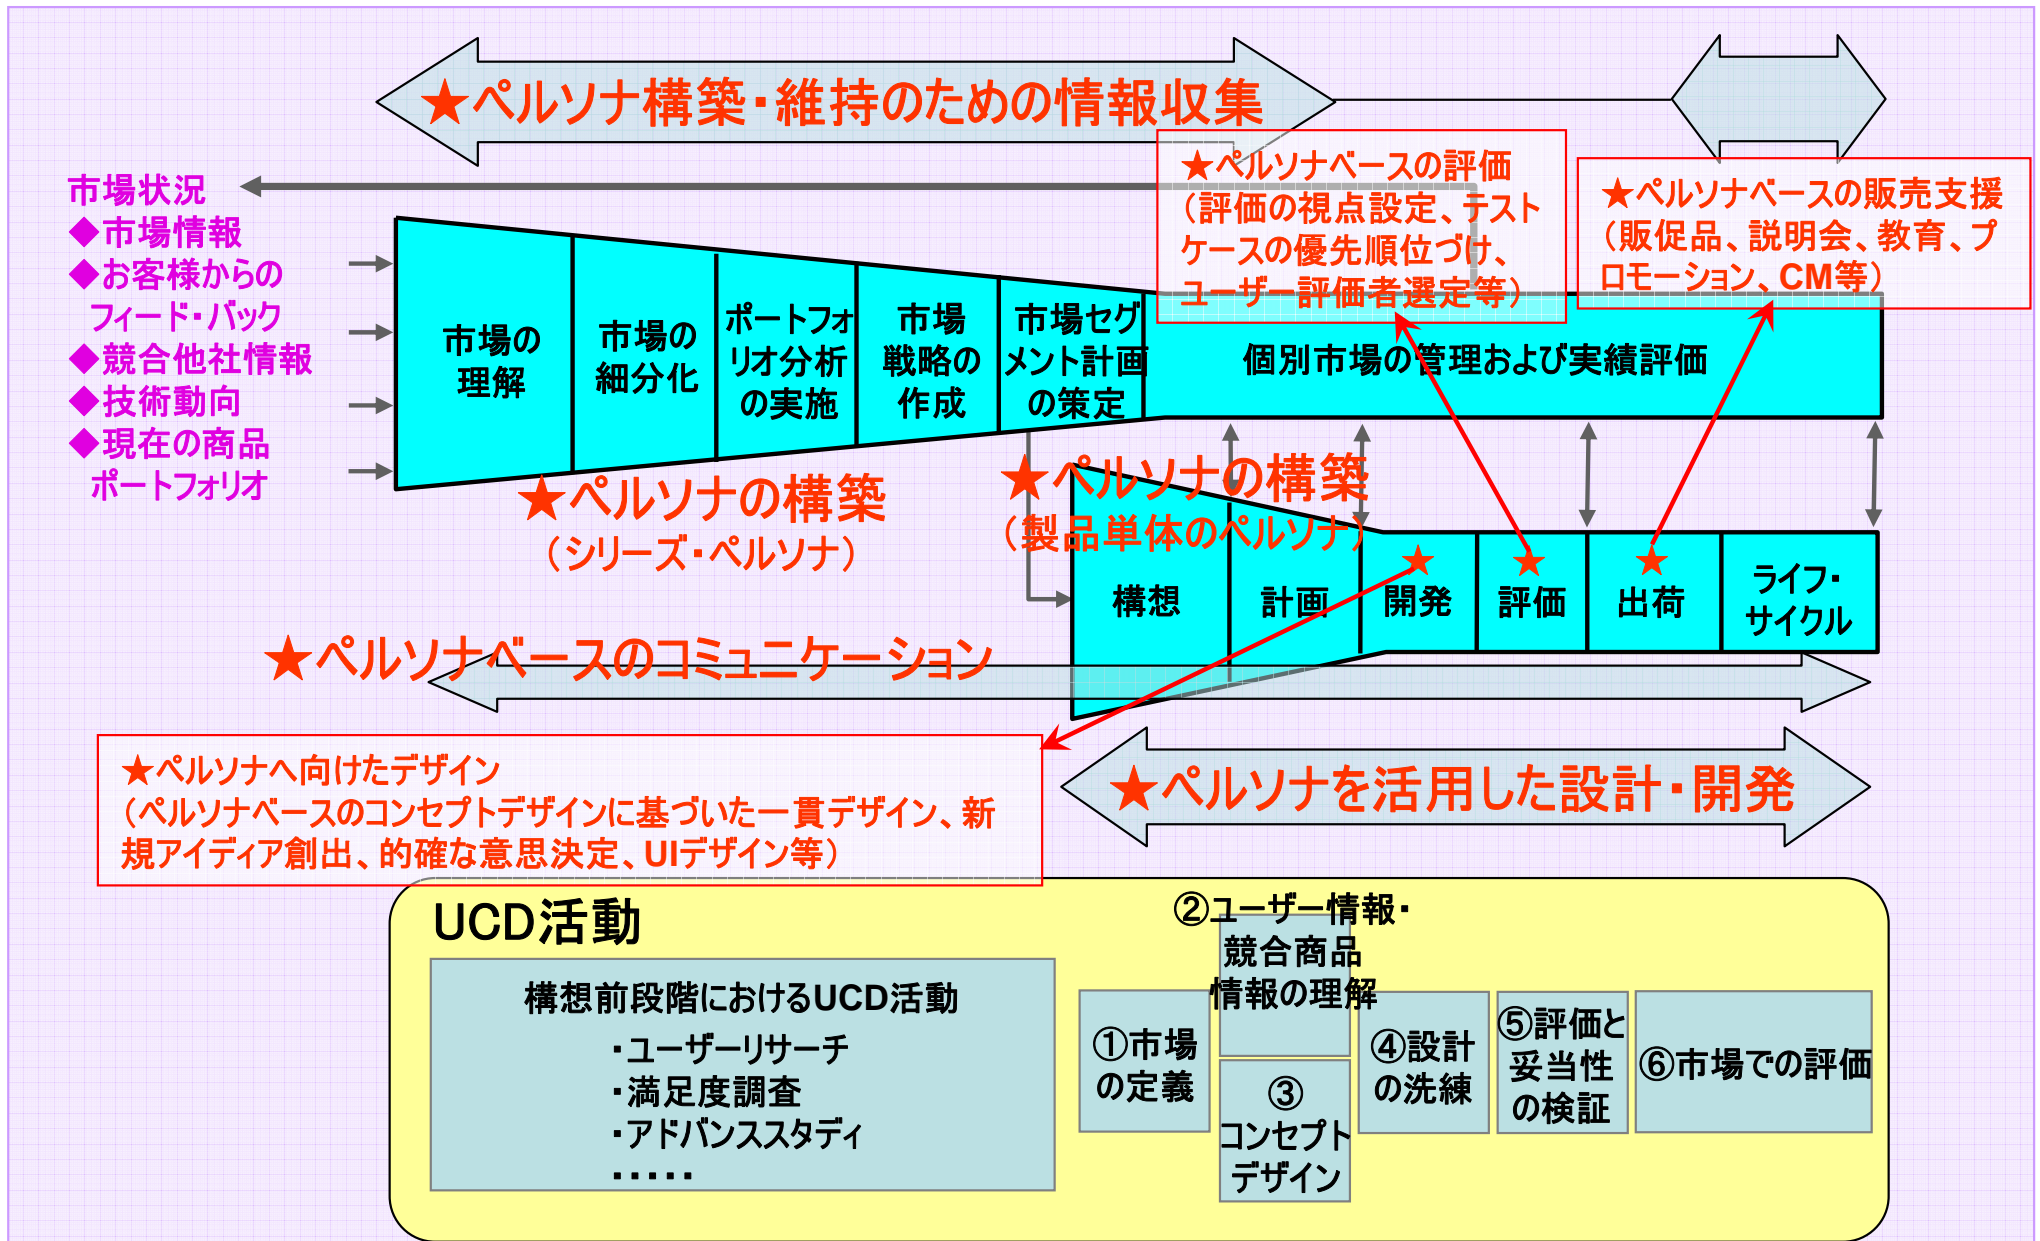 ★ペルソナ構築・維持のための情報収集
★ペルソナベースの評価
（評価の視点設定、テスト
ケースの優先順位づけ、
ユーザー評価者選定等）
★ペルソナベースの販売支援
（販促品、説明会、教育、プ
ロモーション、CM等）
市場状況
◆市場情報
◆お客様からの
フィード・バック
◆競合他社情報
◆技術動向
◆現在の商品
ポートフォリオ
市場の
理解
市場の
細分化
ポートフォ
リオ分析
の実施
市場
戦略の
作成
市場セグ
メント計画
の策定
個別市場の管理および実績評価
★ペルソナの構築
（シリーズ・ペルソナ）
★ペルソナの構築
（製品単体のペルソナ）
構想
計画
★
開発
★
評価
★
出荷
ライフ・
サイクル
★ペルソナベースのコミュニケーション
★ペルソナへ向けたデザイン
（ペルソナベースのコンセプトデザインに基づいた一貫デザイン、新
規アイディア創出、的確な意思決定、UIデザイン等）
★ペルソナを活用した設計・開発
UCD活動
構想前段階におけるUCD活動
・ユーザーリサーチ
・満足度調査
・アドバンススタディ
・・・・・
①市場
の定義
②ユーザー情報・
競合商品
情報の理解
③
コンセプト
デザイン
④設計
の洗練
⑤評価と
妥当性
の検証
⑥市場での評価